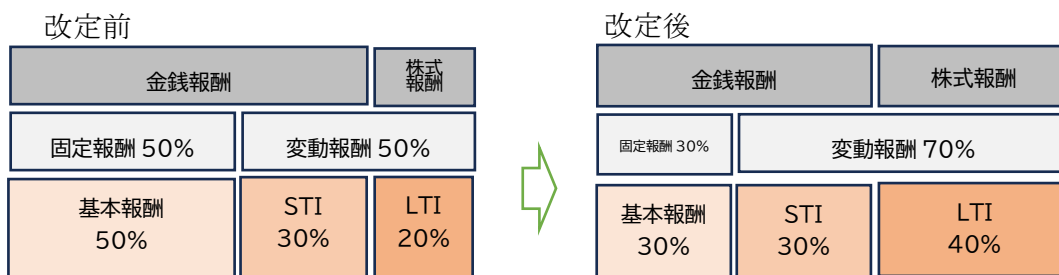 改定前
金銭報酬
株式
報酬
固定報酬 50%
変動報酬 50%
基本報酬
50%
STI
30%
LTI
20%
改定後
金銭報酬
株式報酬
固定報酬 30%
変動報酬 70%
基本報酬
30%
STI
30%
LTI
40%